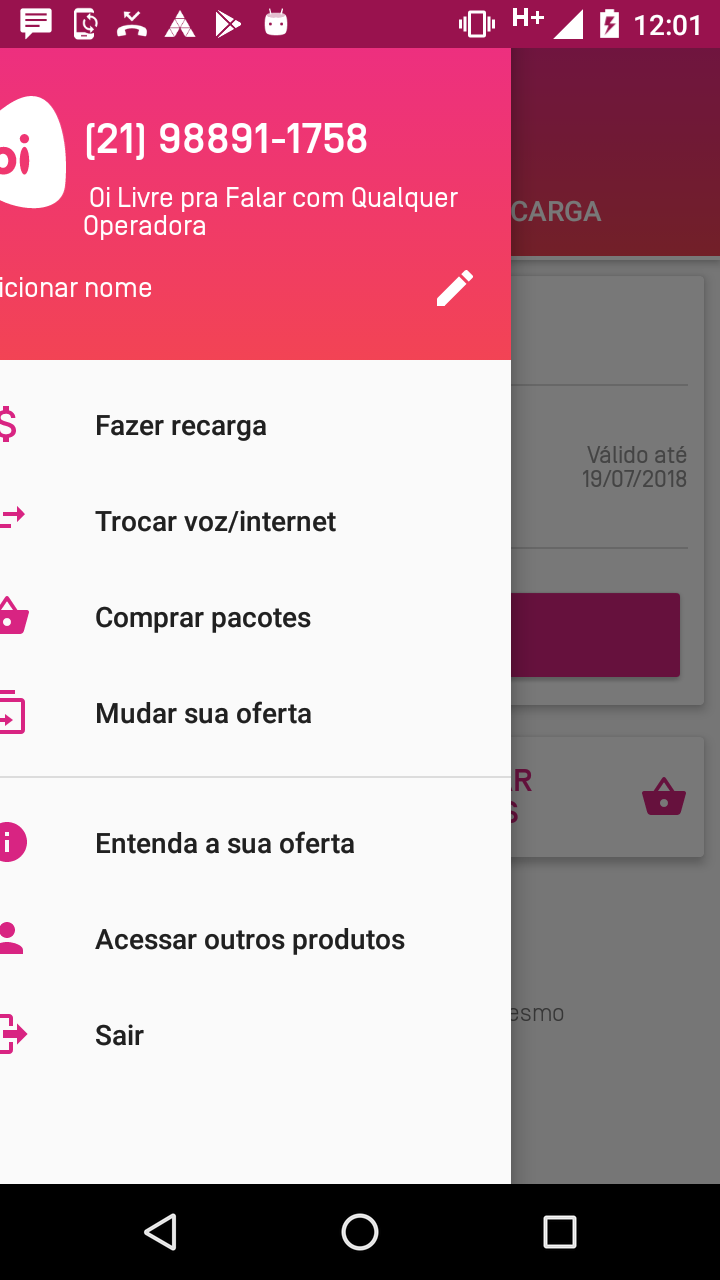 H+ 12:01
oi
(21) 98891-1758
Oi Livre pra Falar com Qualquer
Operadora
CARGA
icionar nome
Válido até
19/07/2018
$ Fazer recarga
Trocar voz/internet
Comprar pacotes
Mudar sua oferta
R
S
Entenda a sua oferta
Acessar outros produtos
esmo
Sair